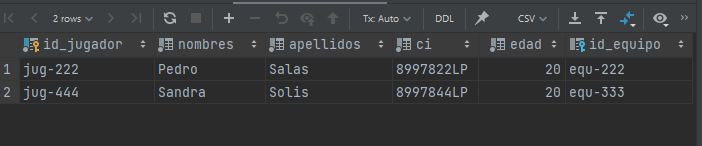 2 rows Tx: Auto DDL CSV
id_jugador nombres apellidos ci edad id_equipo
1 jug-222 Pedro Salas 8997822LP 20 equ-222
2 jug-444 Sandra Solis 8997844LP 20 equ-333